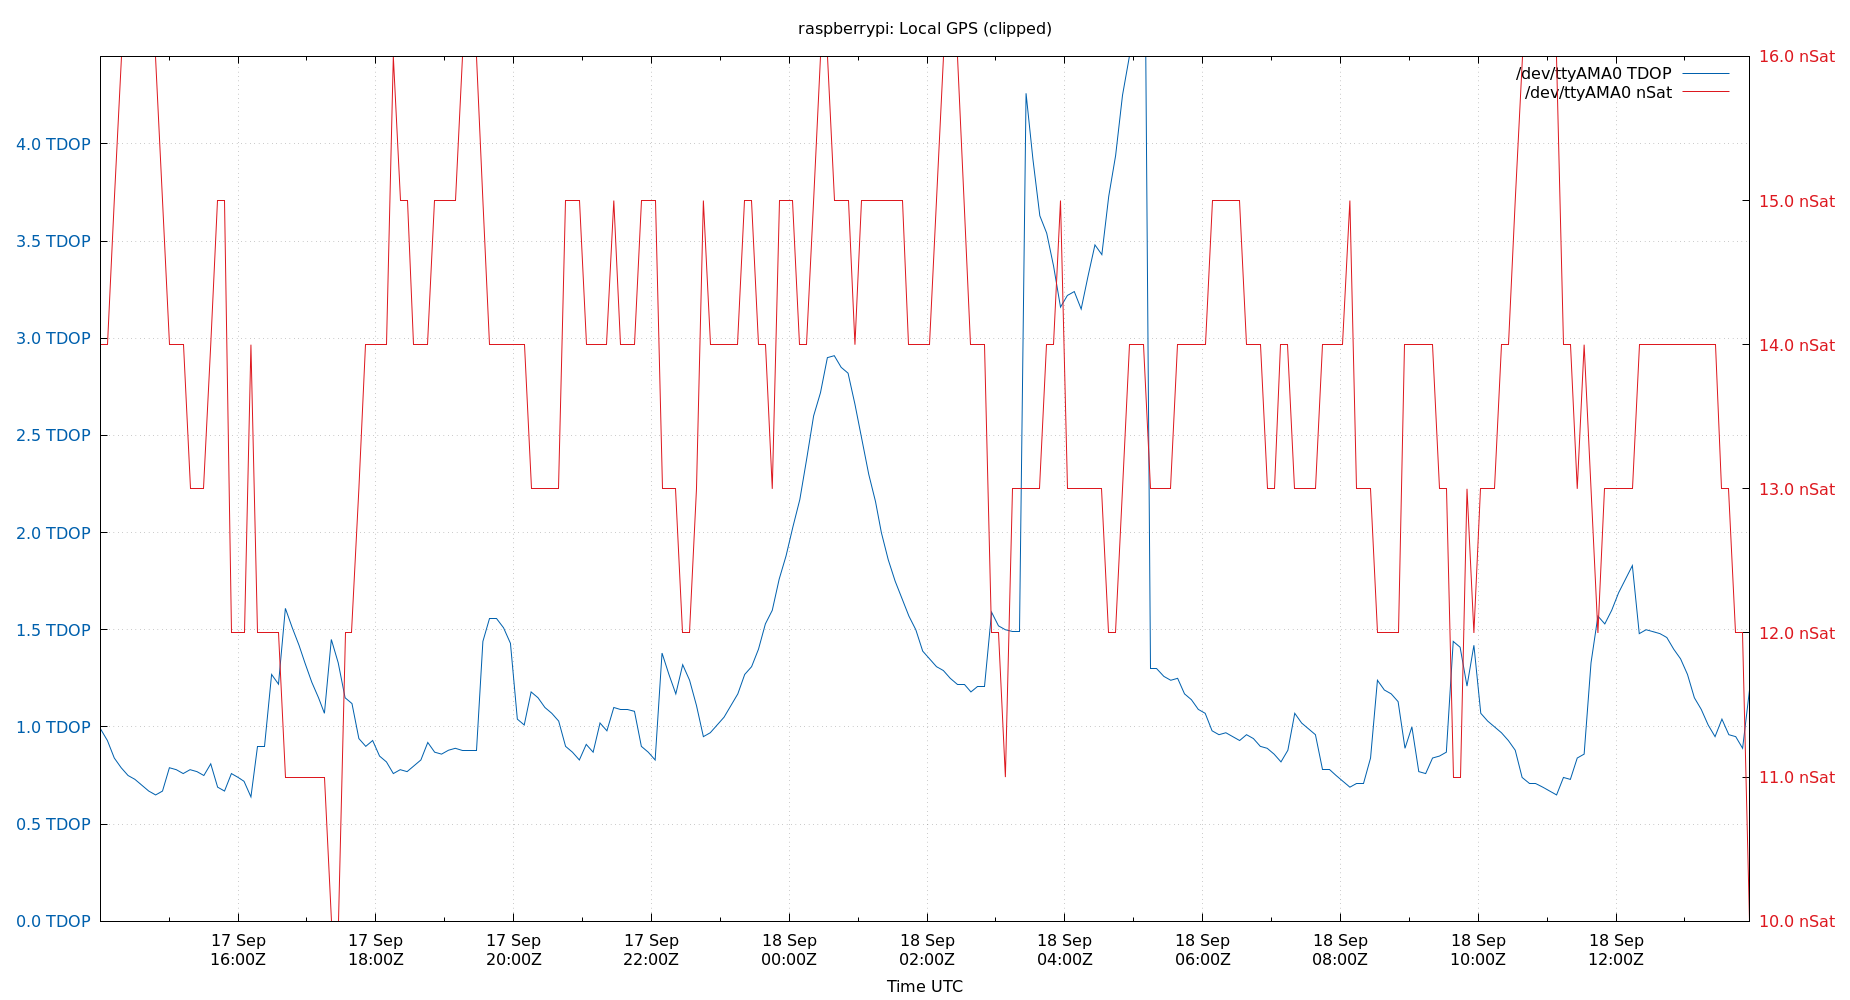 raspberrypi: Local GPS (clipped)
/dev/ttyAMA0 TDOP
/dev/ttyAMA0 nSat
4.0 TDOP
3.5 TDOP
3.0 TDOP
2.5 TDOP
2.0 TDOP
1.5 TDOP
1.0 TDOP
0.5 TDOP
0.0 TDOP
16.0 nSat
15.0 nSat
14.0 nSat
13.0 nSat
12.0 nSat
11.0 nSat
10.0 nSat
17 Sep
16:00Z
17 Sep
18:00Z
17 Sep
20:00Z
17 Sep
22:00Z
18 Sep
00:00Z
18 Sep
02:00Z
18 Sep
04:00Z
18 Sep
06:00Z
18 Sep
08:00Z
18 Sep
10:00Z
18 Sep
12:00Z
Time UTC